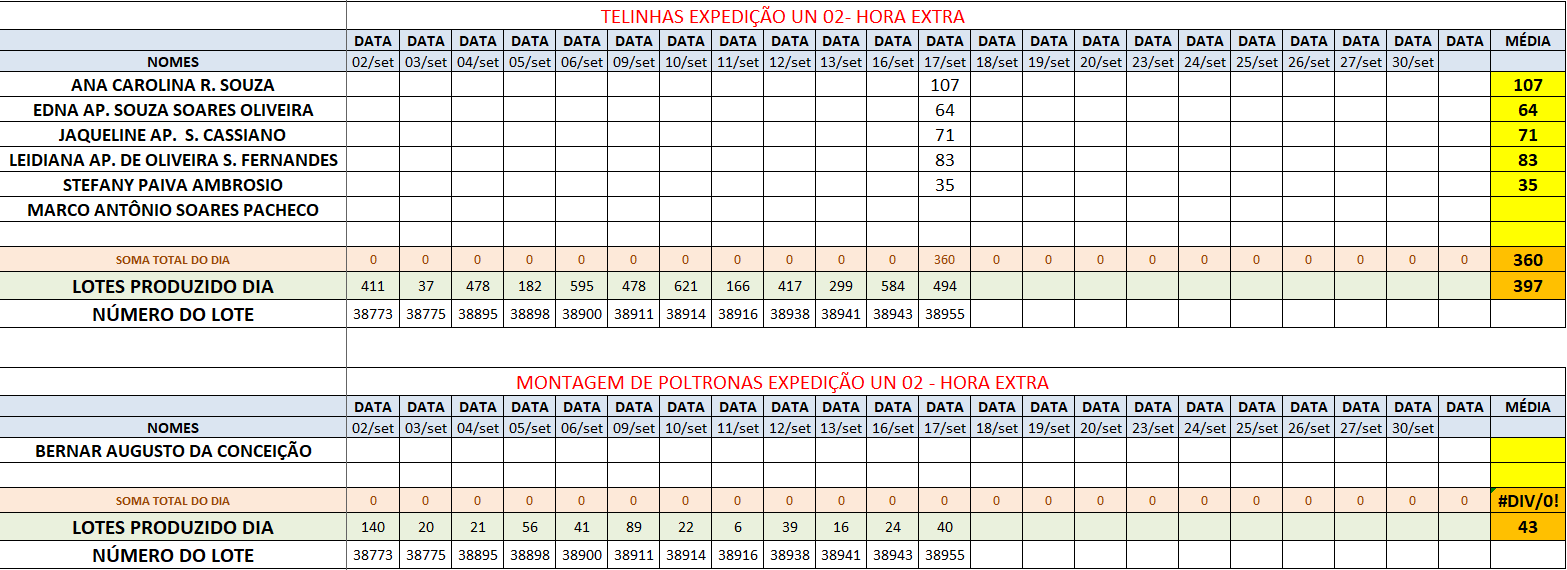 TELINHAS EXPEDIÇÃO UN 02- HORA EXTRA
DATA DATA DATA DATA DATA DATA DATA DATA DATA DATA DATA DATA DATA DATA DATA DATA DATA DATA DATA DATA DATA DATA MÉDIA
NOMES 02/set 03/set 04/set 05/set 06/set 09/set 10/set 11/set 12/set 13/set 16/set 17/set 18/set 19/set 20/set 23/set 24/set 25/set 26/set 27/set 30/set
ANA CAROLINA R. SOUZA 107 107
EDNA AP. SOUZA SOARES OLIVEIRA 64 64
JAQUELINE AP. S. CASSIANO 71 71
LEIDIANA AP. DE OLIVEIRA S. FERNANDES 83 83
STEFANY PAIVA AMBROSIO 35 35
MARCO ANTÔNIO SOARES PACHECO
SOMA TOTAL DO DIA 0 0 0 0 0 0 0 0 0 0 0 360 0 0 0 0 0 0 0 0 0 0 360
LOTES PRODUZIDO DIA 411 37 478 182 595 478 621 166 417 299 584 494 397
NÚMERO DO LOTE 38773 38775 38895 38898 38900 38911 38914 38916 38938 38941 38943 38955
MONTAGEM DE POLTRONAS EXPEDIÇÃO UN 02 - HORA EXTRA
DATA DATA DATA DATA DATA DATA DATA DATA DATA DATA DATA DATA DATA DATA DATA DATA DATA DATA DATA DATA DATA DATA MÉDIA
NOMES 02/set 03/set 04/set 05/set 06/set 09/set 10/set 11/set 12/set 13/set 16/set 17/set 18/set 19/set 20/set 23/set 24/set 25/set 26/set 27/set 30/set
BERNAR AUGUSTO DA CONCEIÇÃO
SOMA TOTAL DO DIA 0 0 0 0 0 0 0 0 0 0 0 0 0 0 0 0 0 0 0 0 0 0 #DIV/0!
LOTES PRODUZIDO DIA 140 20 21 56 41 89 22 6 39 16 24 40 43
NÚMERO DO LOTE 38773 38775 38895 38898 38900 38911 38914 38916 38938 38941 38943 38955